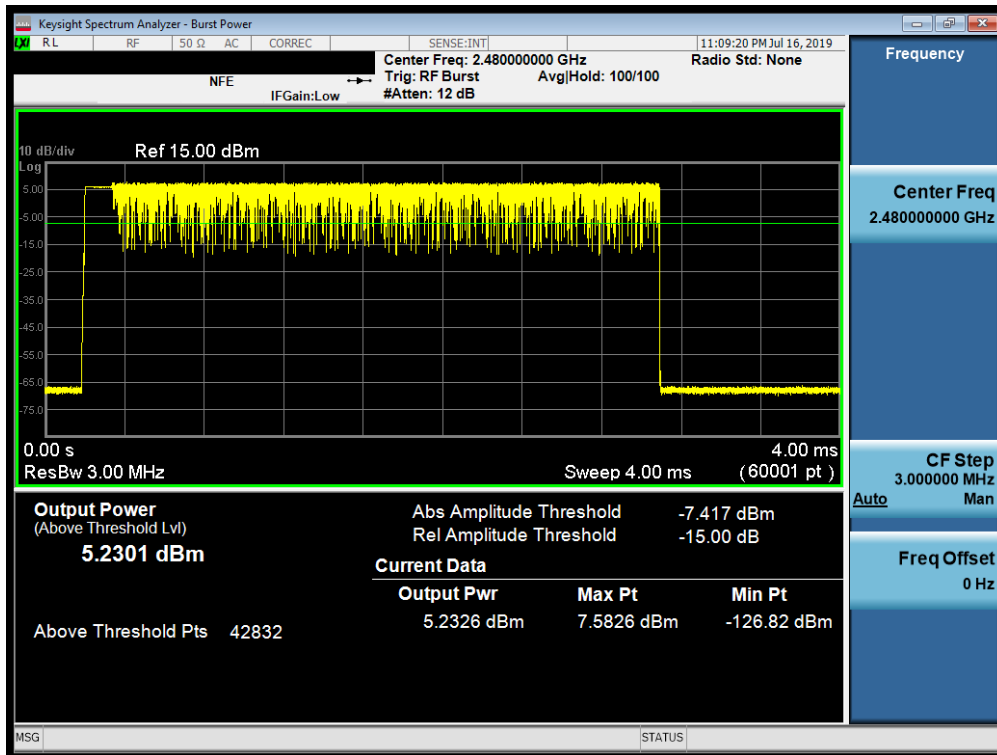 Keysight Spectrum Analyzer - Burst Power
LXI RL RF 50 Ω AC CORREC SENSE:INT 11:09:20 PM Jul 16, 2019
Center Freq: 2.480000000 GHz Radio Std: None
NFE Trig: RF Burst Avg|Hold: 100/100
IFGain:Low #Atten: 12 dB
10 dB/div Ref 15.00 dBm
Log
5.00
-5.00
-15.0
-25.0
-35.0
-45.0
-55.0
-65.0
-75.0
0.00 s 4.00 ms
ResBw 3.00 MHz Sweep 4.00 ms (60001 pt)
Output Power Abs Amplitude Threshold -7.417 dBm
(Above Threshold Lvl) Rel Amplitude Threshold -15.00 dB
5.2301 dBm
Current Data
Output Pwr Max Pt Min Pt
5.2326 dBm 7.5826 dBm -126.82 dBm
Above Threshold Pts 42832
MSG STATUS
Frequency
Center Freq
2.480000000 GHz
CF Step
3.000000 MHz
Auto Man
Freq Offset
0 Hz